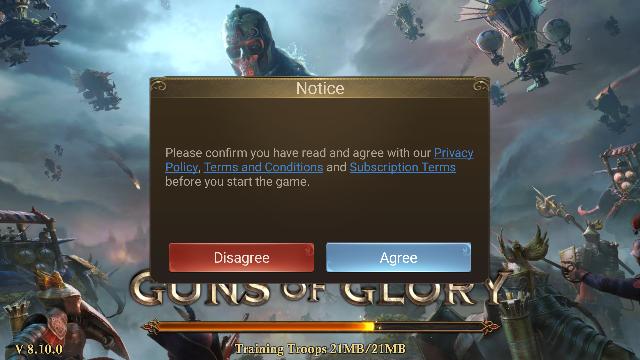 Notice
Please confirm you have read and agree with our Privacy
Policy, Terms and Conditions and Subscription Terms
before you start the game.
Disagree
Agree
GUNS OF GLORY
V 8.10.0
Training Troops 21MB/21MB